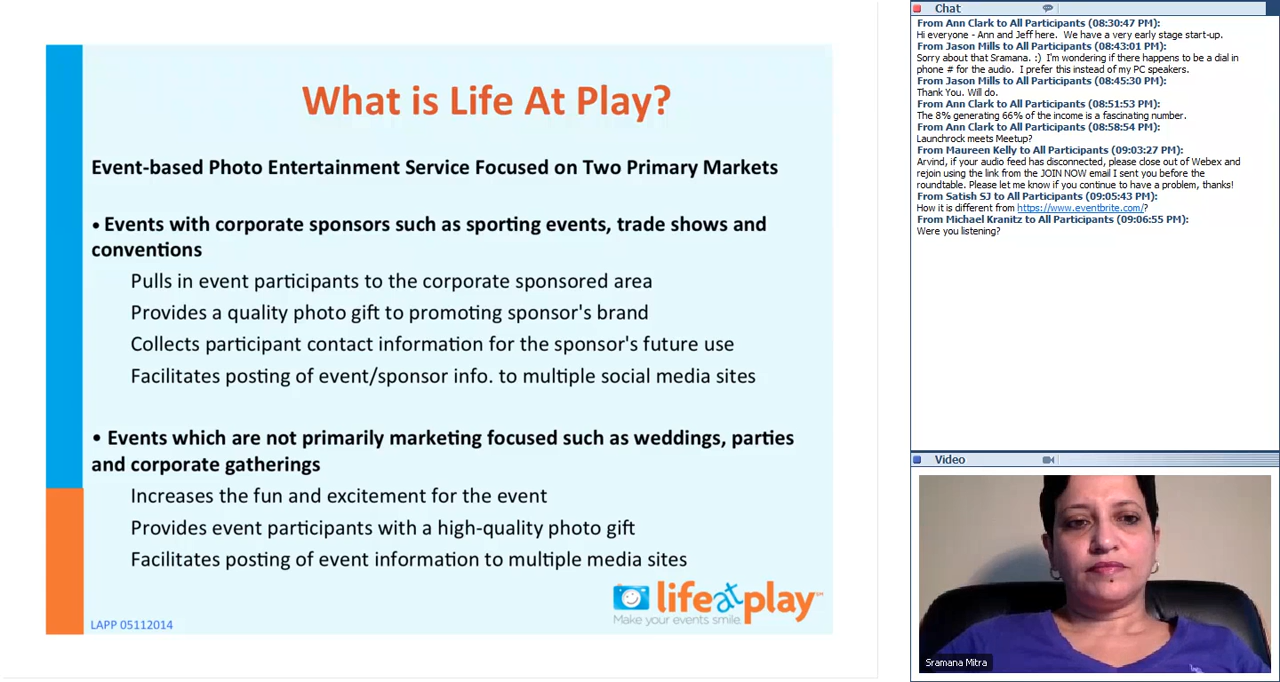 What is Life At Play?
Event-based Photo Entertainment Service Focused on Two Primary Markets
• Events with corporate sponsors such as sporting events, trade shows and
conventions
Pulls in event participants to the corporate sponsored area
Provides a quality photo gift to promoting sponsor's brand
Collects participant contact information for the sponsor's future use
Facilitates posting of event/sponsor info. to multiple social media sites
• Events which are not primarily marketing focused such as weddings, parties
and corporate gatherings
Increases the fun and excitement for the event
Provides event participants with a high-quality photo gift
Facilitates posting of event information to multiple media sites
lifeatplay℠
Make your events smile.
LAPP 05112014
Chat
From Ann Clark to All Participants (08:30:47 PM):
Hi everyone - Ann and Jeff here.  We have a very early stage start-up.
From Jason Mills to All Participants (08:43:01 PM):
Sorry about that Sramana. :)  I'm wondering if there happens to be a dial in
phone # for the audio.  I prefer this instead of my PC speakers.
From Jason Mills to All Participants (08:45:30 PM):
Thank You. Will do.
From Ann Clark to All Participants (08:51:53 PM):
The 8% generating 66% of the income is a fascinating number.
From Ann Clark to All Participants (08:58:54 PM):
Launchrock meets Meetup?
From Maureen Kelly to All Participants (09:03:27 PM):
Arvind, if your audio feed has disconnected, please close out of Webex and
rejoin using the link from the JOIN NOW email I sent you before the
roundtable. Please let me know if you continue to have a problem, thanks!
From Satish SJ to All Participants (09:05:43 PM):
How it is different from https://www.eventbrite.com/?
From Michael Kranitz to All Participants (09:06:55 PM):
Were you listening?
Video
Sramana Mitra